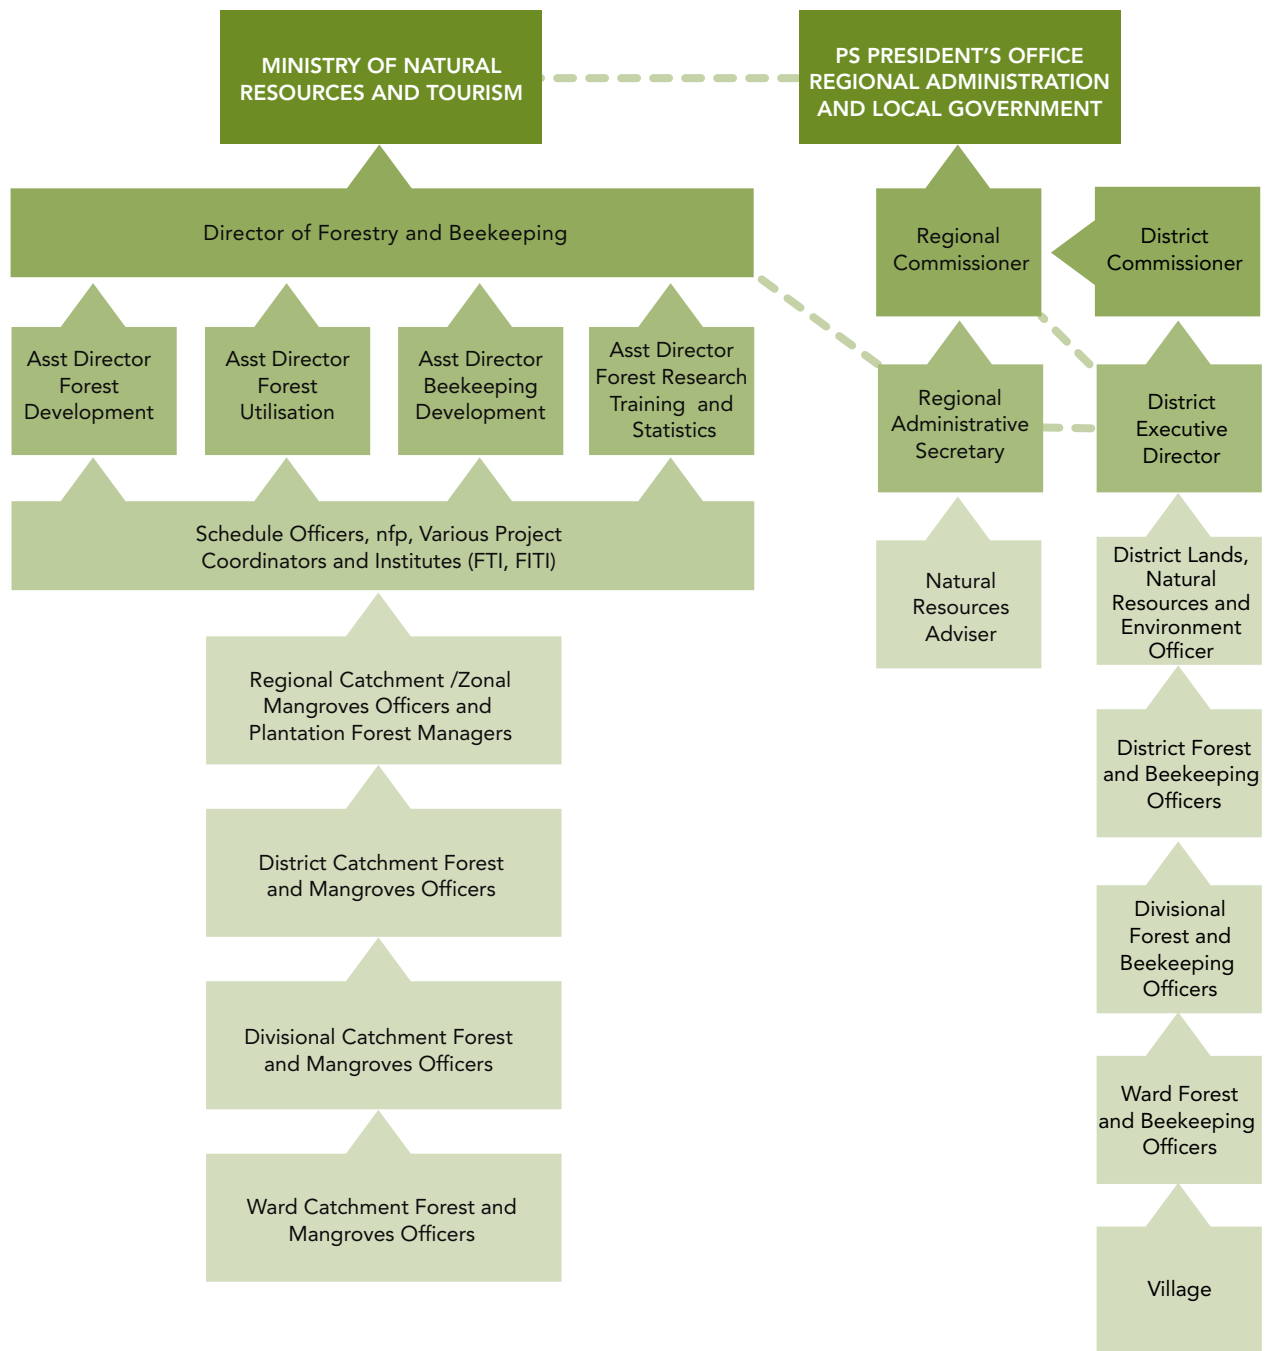 MINISTRY OF NATURAL
RESOURCES AND TOURISM
PS PRESIDENT’S OFFICE
REGIONAL ADMINISTRATION
AND LOCAL GOVERNMENT
Director of Forestry and Beekeeping
Regional
Commissioner
District
Commissioner
Asst Director
Forest
Development
Asst Director
Forest
Utilisation
Asst Director
Beekeeping
Development
Asst Director
Forest Research
Training and
Statistics
Regional
Administrative
Secretary
District
Executive
Director
Schedule Officers, nfp, Various Project
Coordinators and Institutes (FTI, FITI)
Natural
Resources
Adviser
District Lands,
Natural
Resources and
Environment
Officer
Regional Catchment /Zonal
Mangroves Officers and
Plantation Forest Managers
District Forest
and Beekeeping
Officers
District Catchment Forest
and Mangroves Officers
Divisional
Forest and
Beekeeping
Officers
Divisional Catchment Forest
and Mangroves Officers
Ward Forest
and Beekeeping
Officers
Ward Catchment Forest and
Mangroves Officers
Village